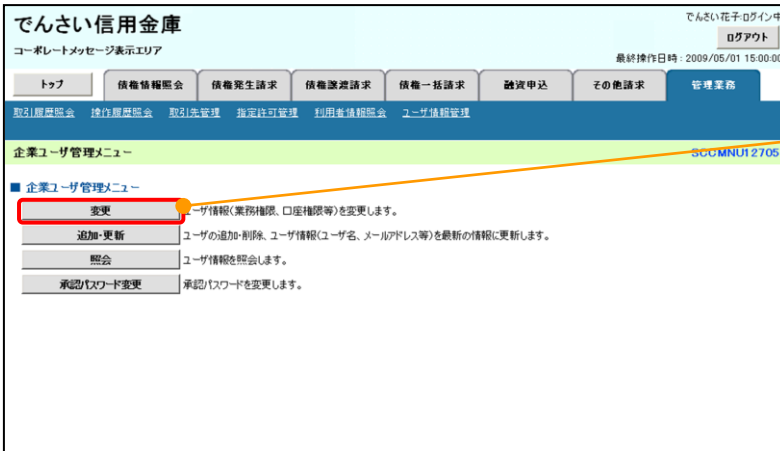 でんさい信用金庫
でんさい花子:ログイン中
ログアウト
コーポレートメッセージ表示エリア
最終操作日時:2009/05/01 15:00:00
トップ 債権情報照会 債権発生請求 債権譲渡請求 債権一括請求 融資申込 その他請求 管理業務
取引履歴照会 操作履歴照会 取引先管理 指定許可管理 利用者情報照会 ユーザ情報管理
企業ユーザ管理メニュー SCCMNU12705
■ 企業ユーザ管理メニュー
変更 ユーザ情報(業務権限、口座権限等)を変更します。
追加・更新 ユーザの追加・削除、ユーザ情報(ユーザ名、メールアドレス等)を最新の情報に更新します。
照会 ユーザ情報を照会します。
承認パスワード変更 承認パスワードを変更します。